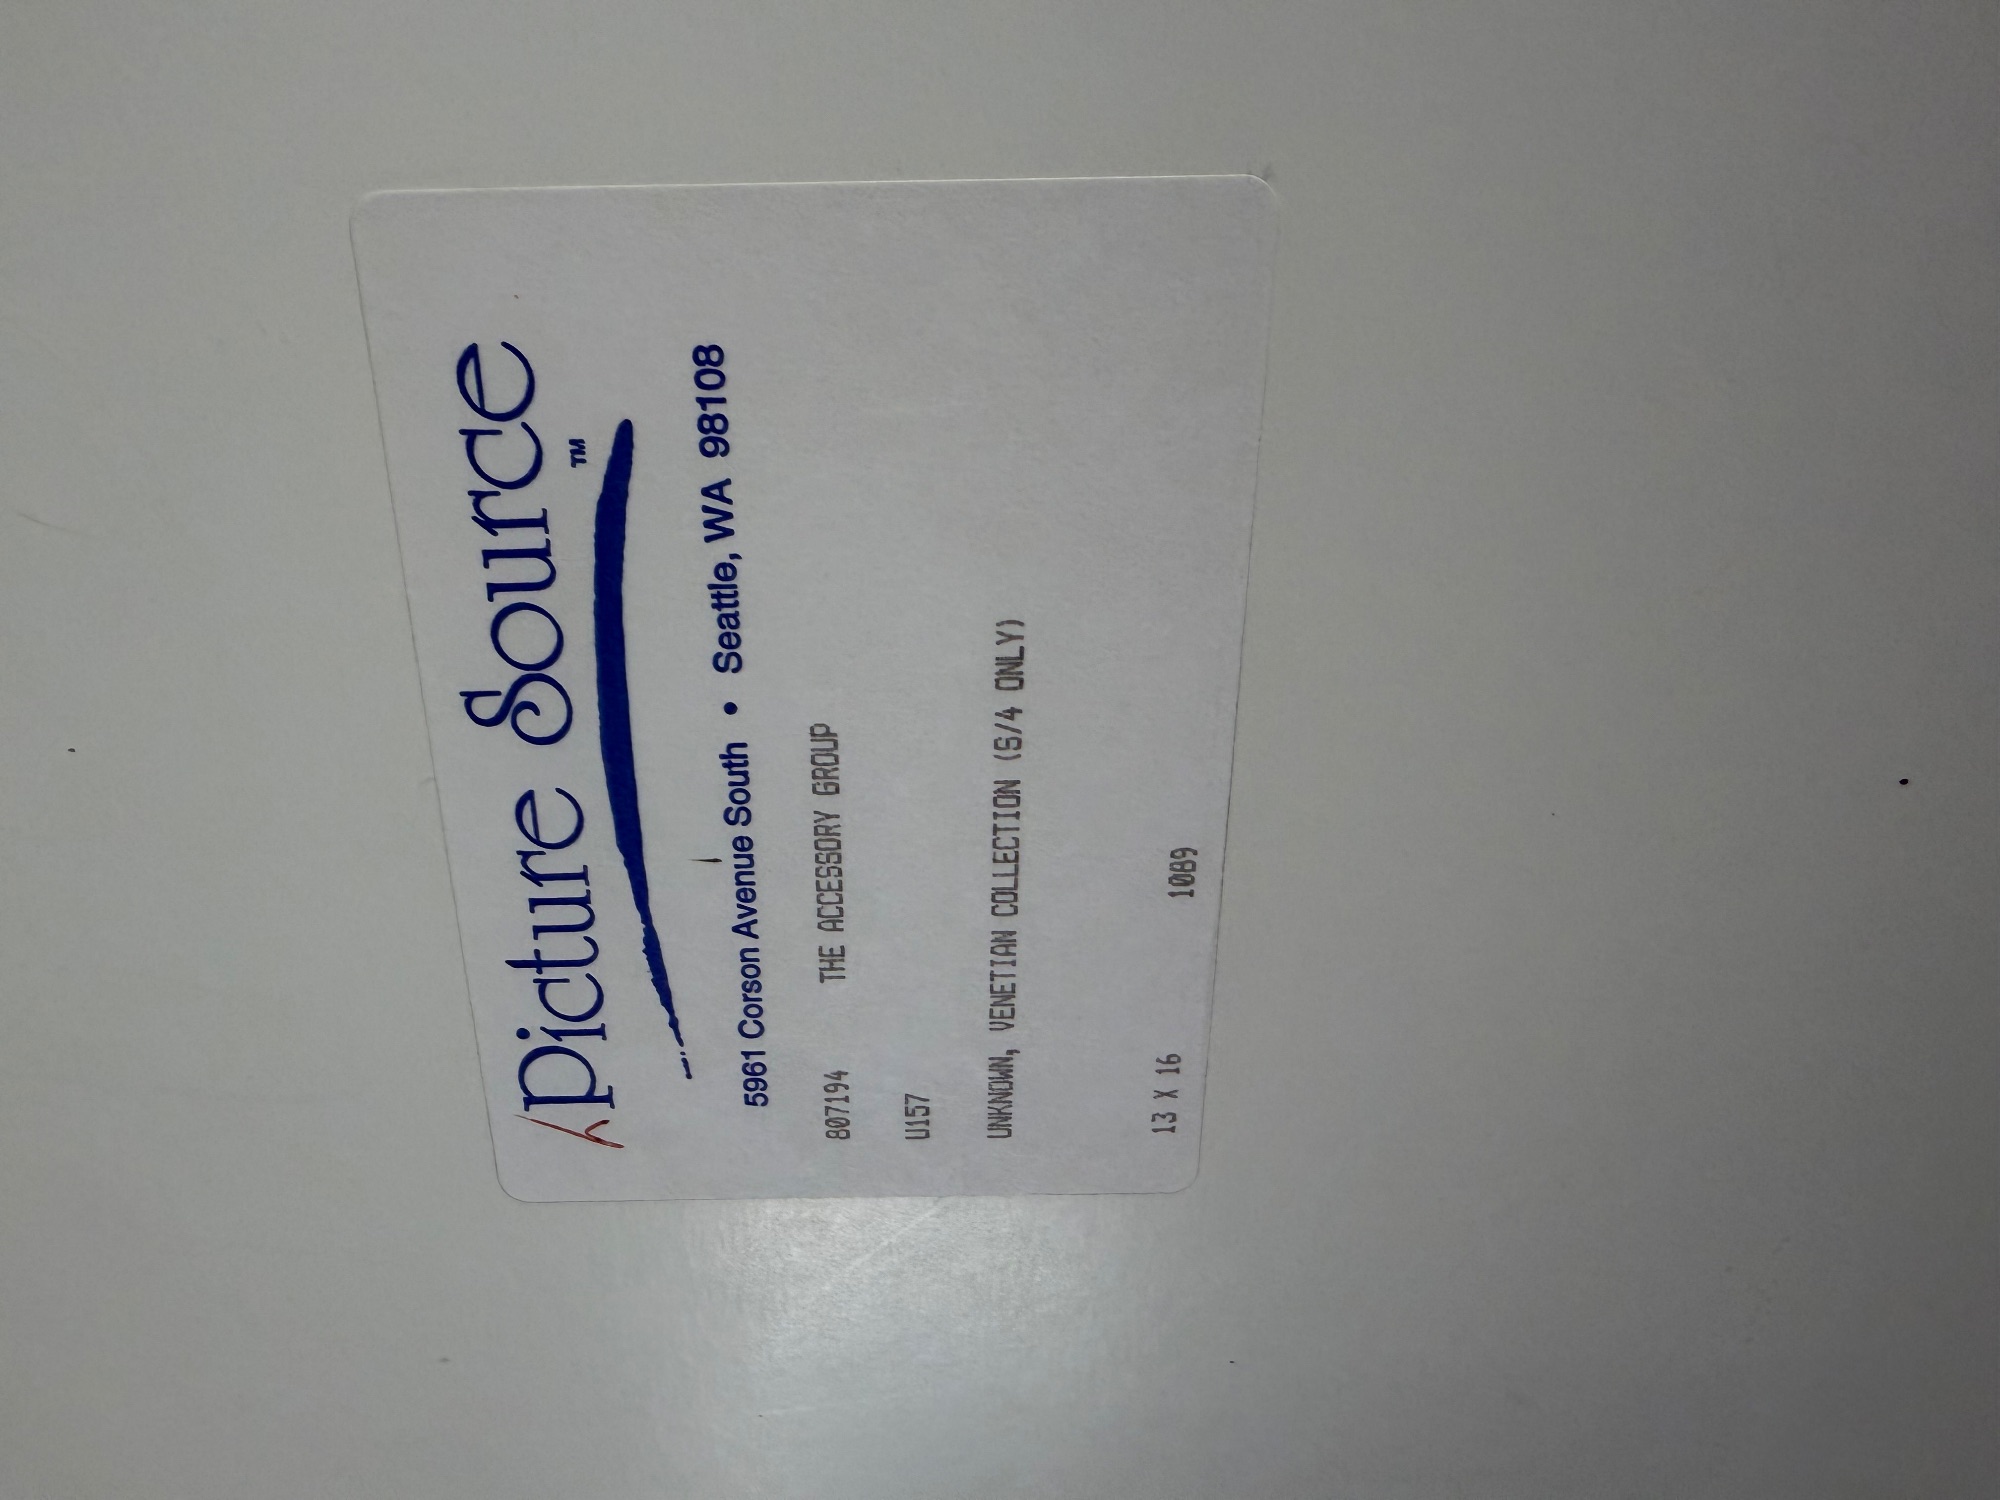 Picture Source™
5961 Corson Avenue South • Seattle, WA 98108
807194 THE ACCESSORY GROUP
U157
UNKNOWN, VENETIAN COLLECTION (S/4 ONLY)
13 X 16 1089